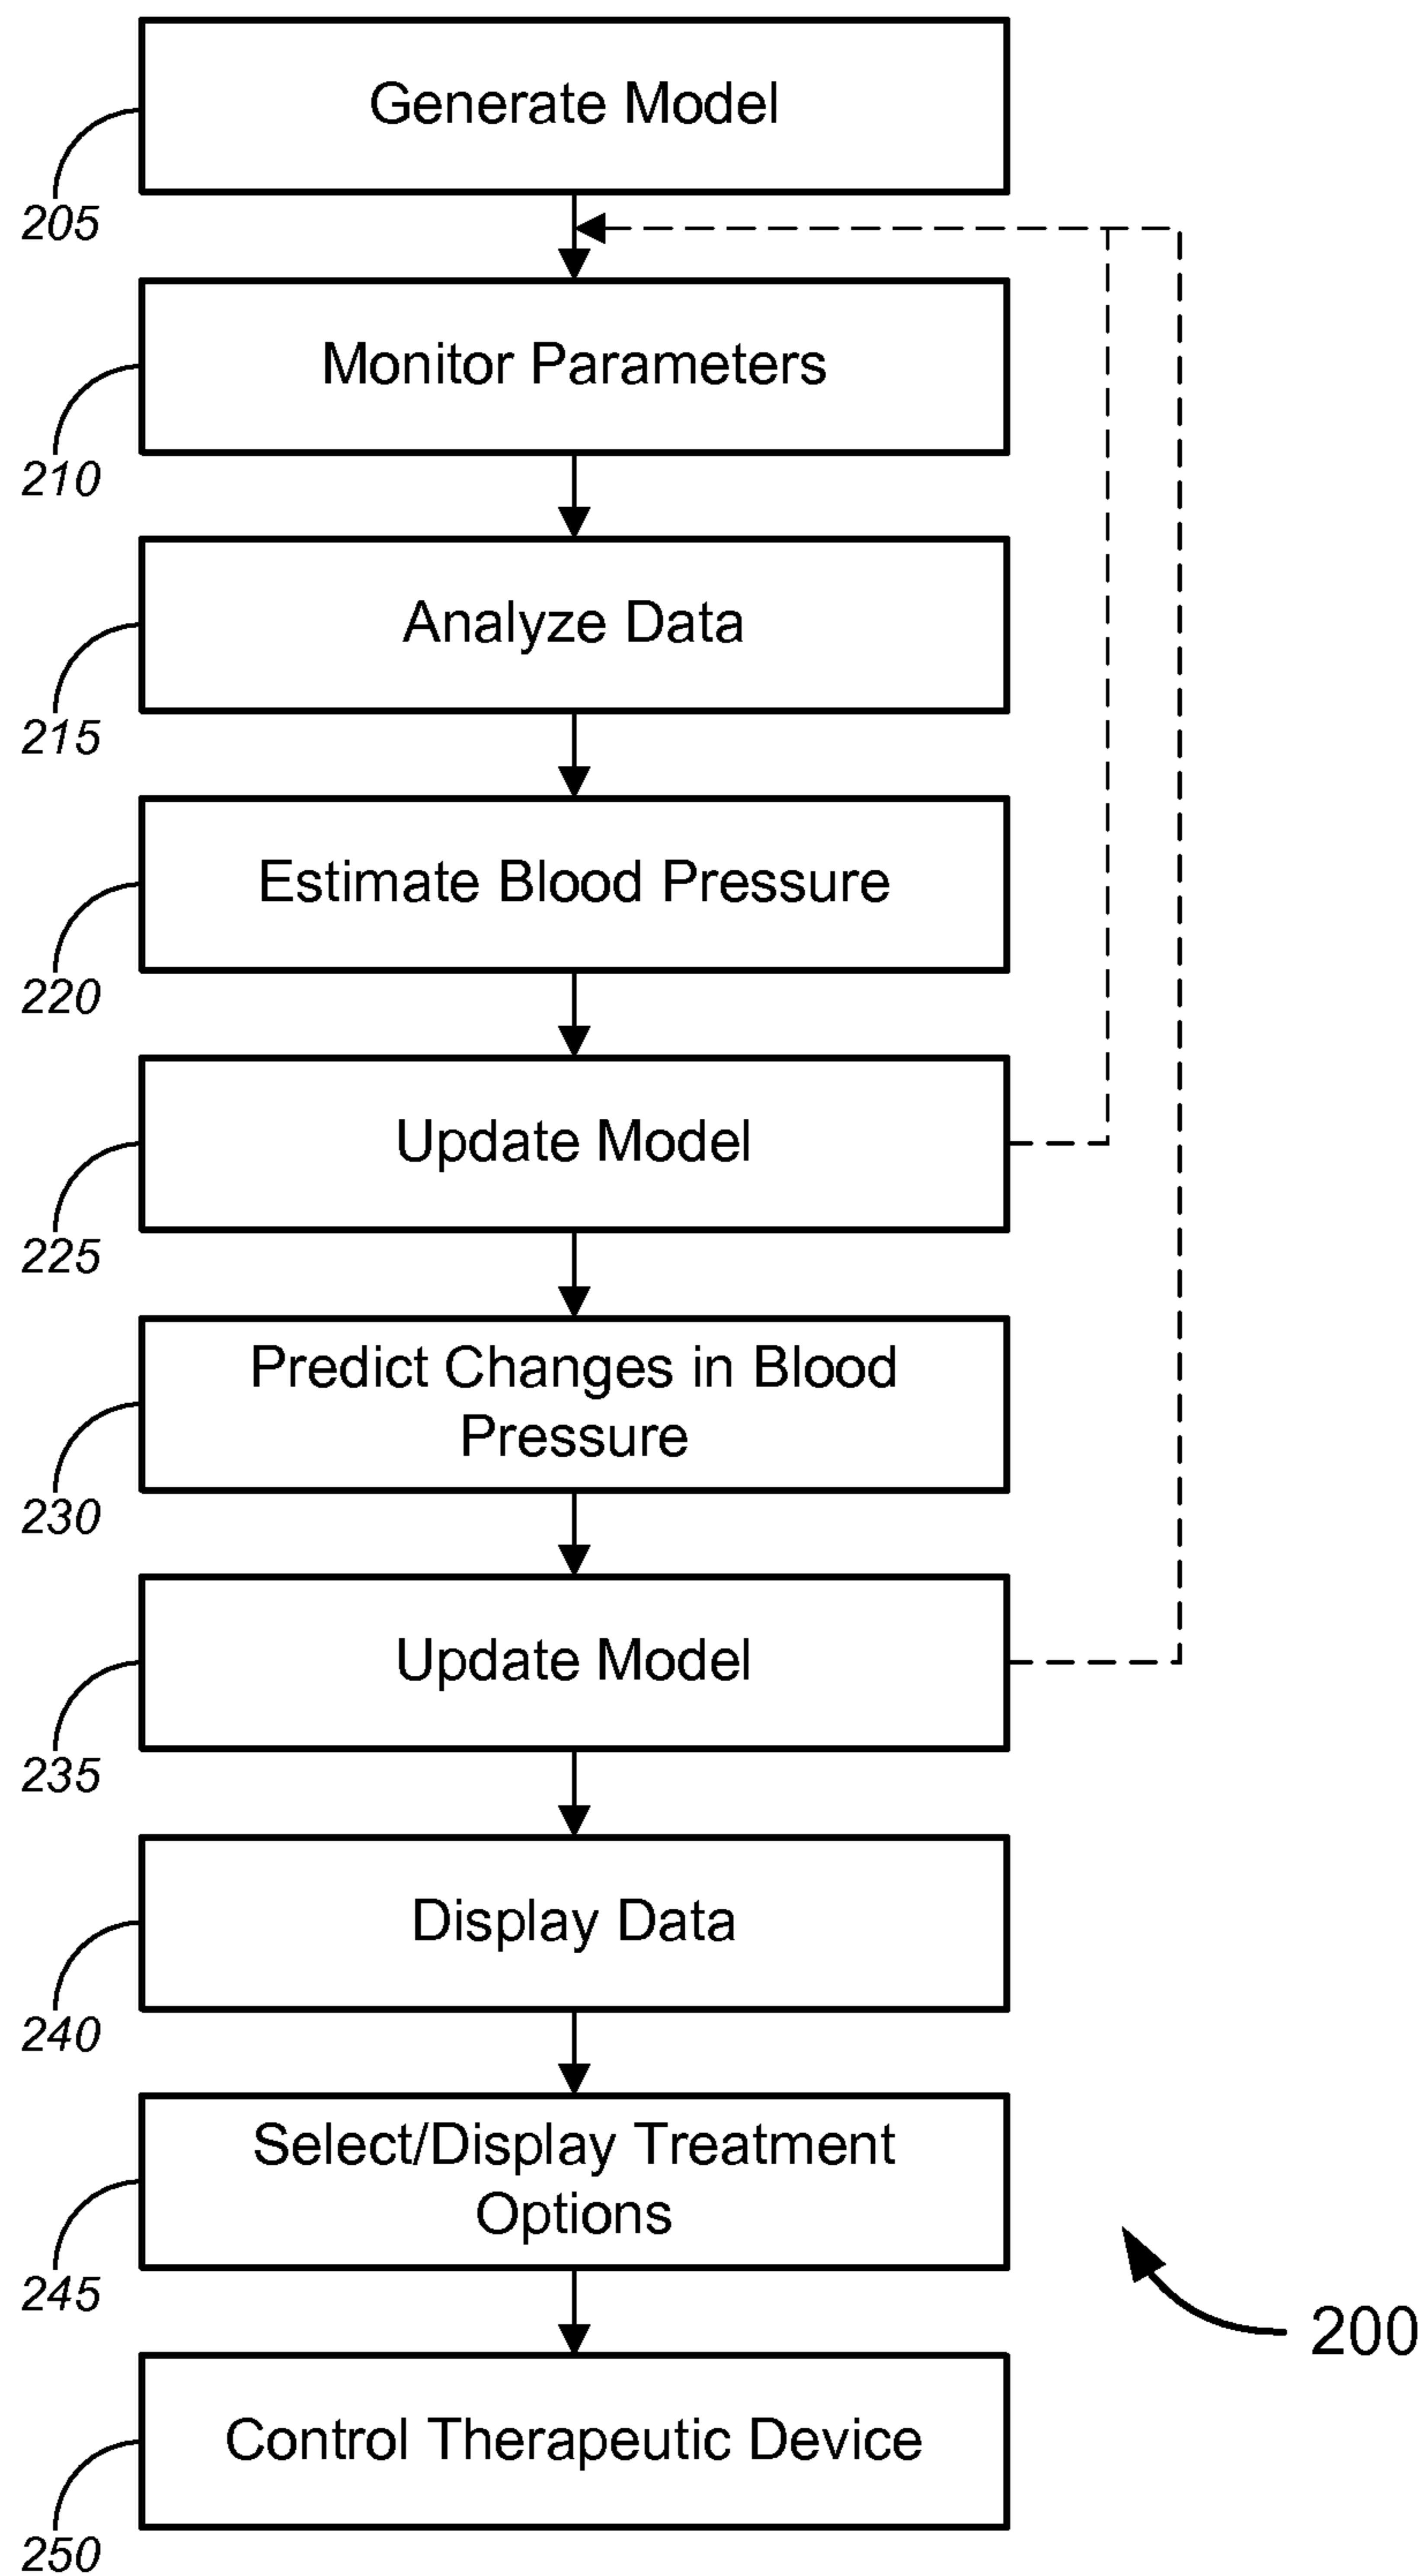 Generate Model
205
Monitor Parameters
210
Analyze Data
215
Estimate Blood Pressure
220
Update Model
225
Predict Changes in Blood
Pressure
230
Update Model
235
Display Data
240
Select/Display Treatment
Options
245
200
Control Therapeutic Device
250